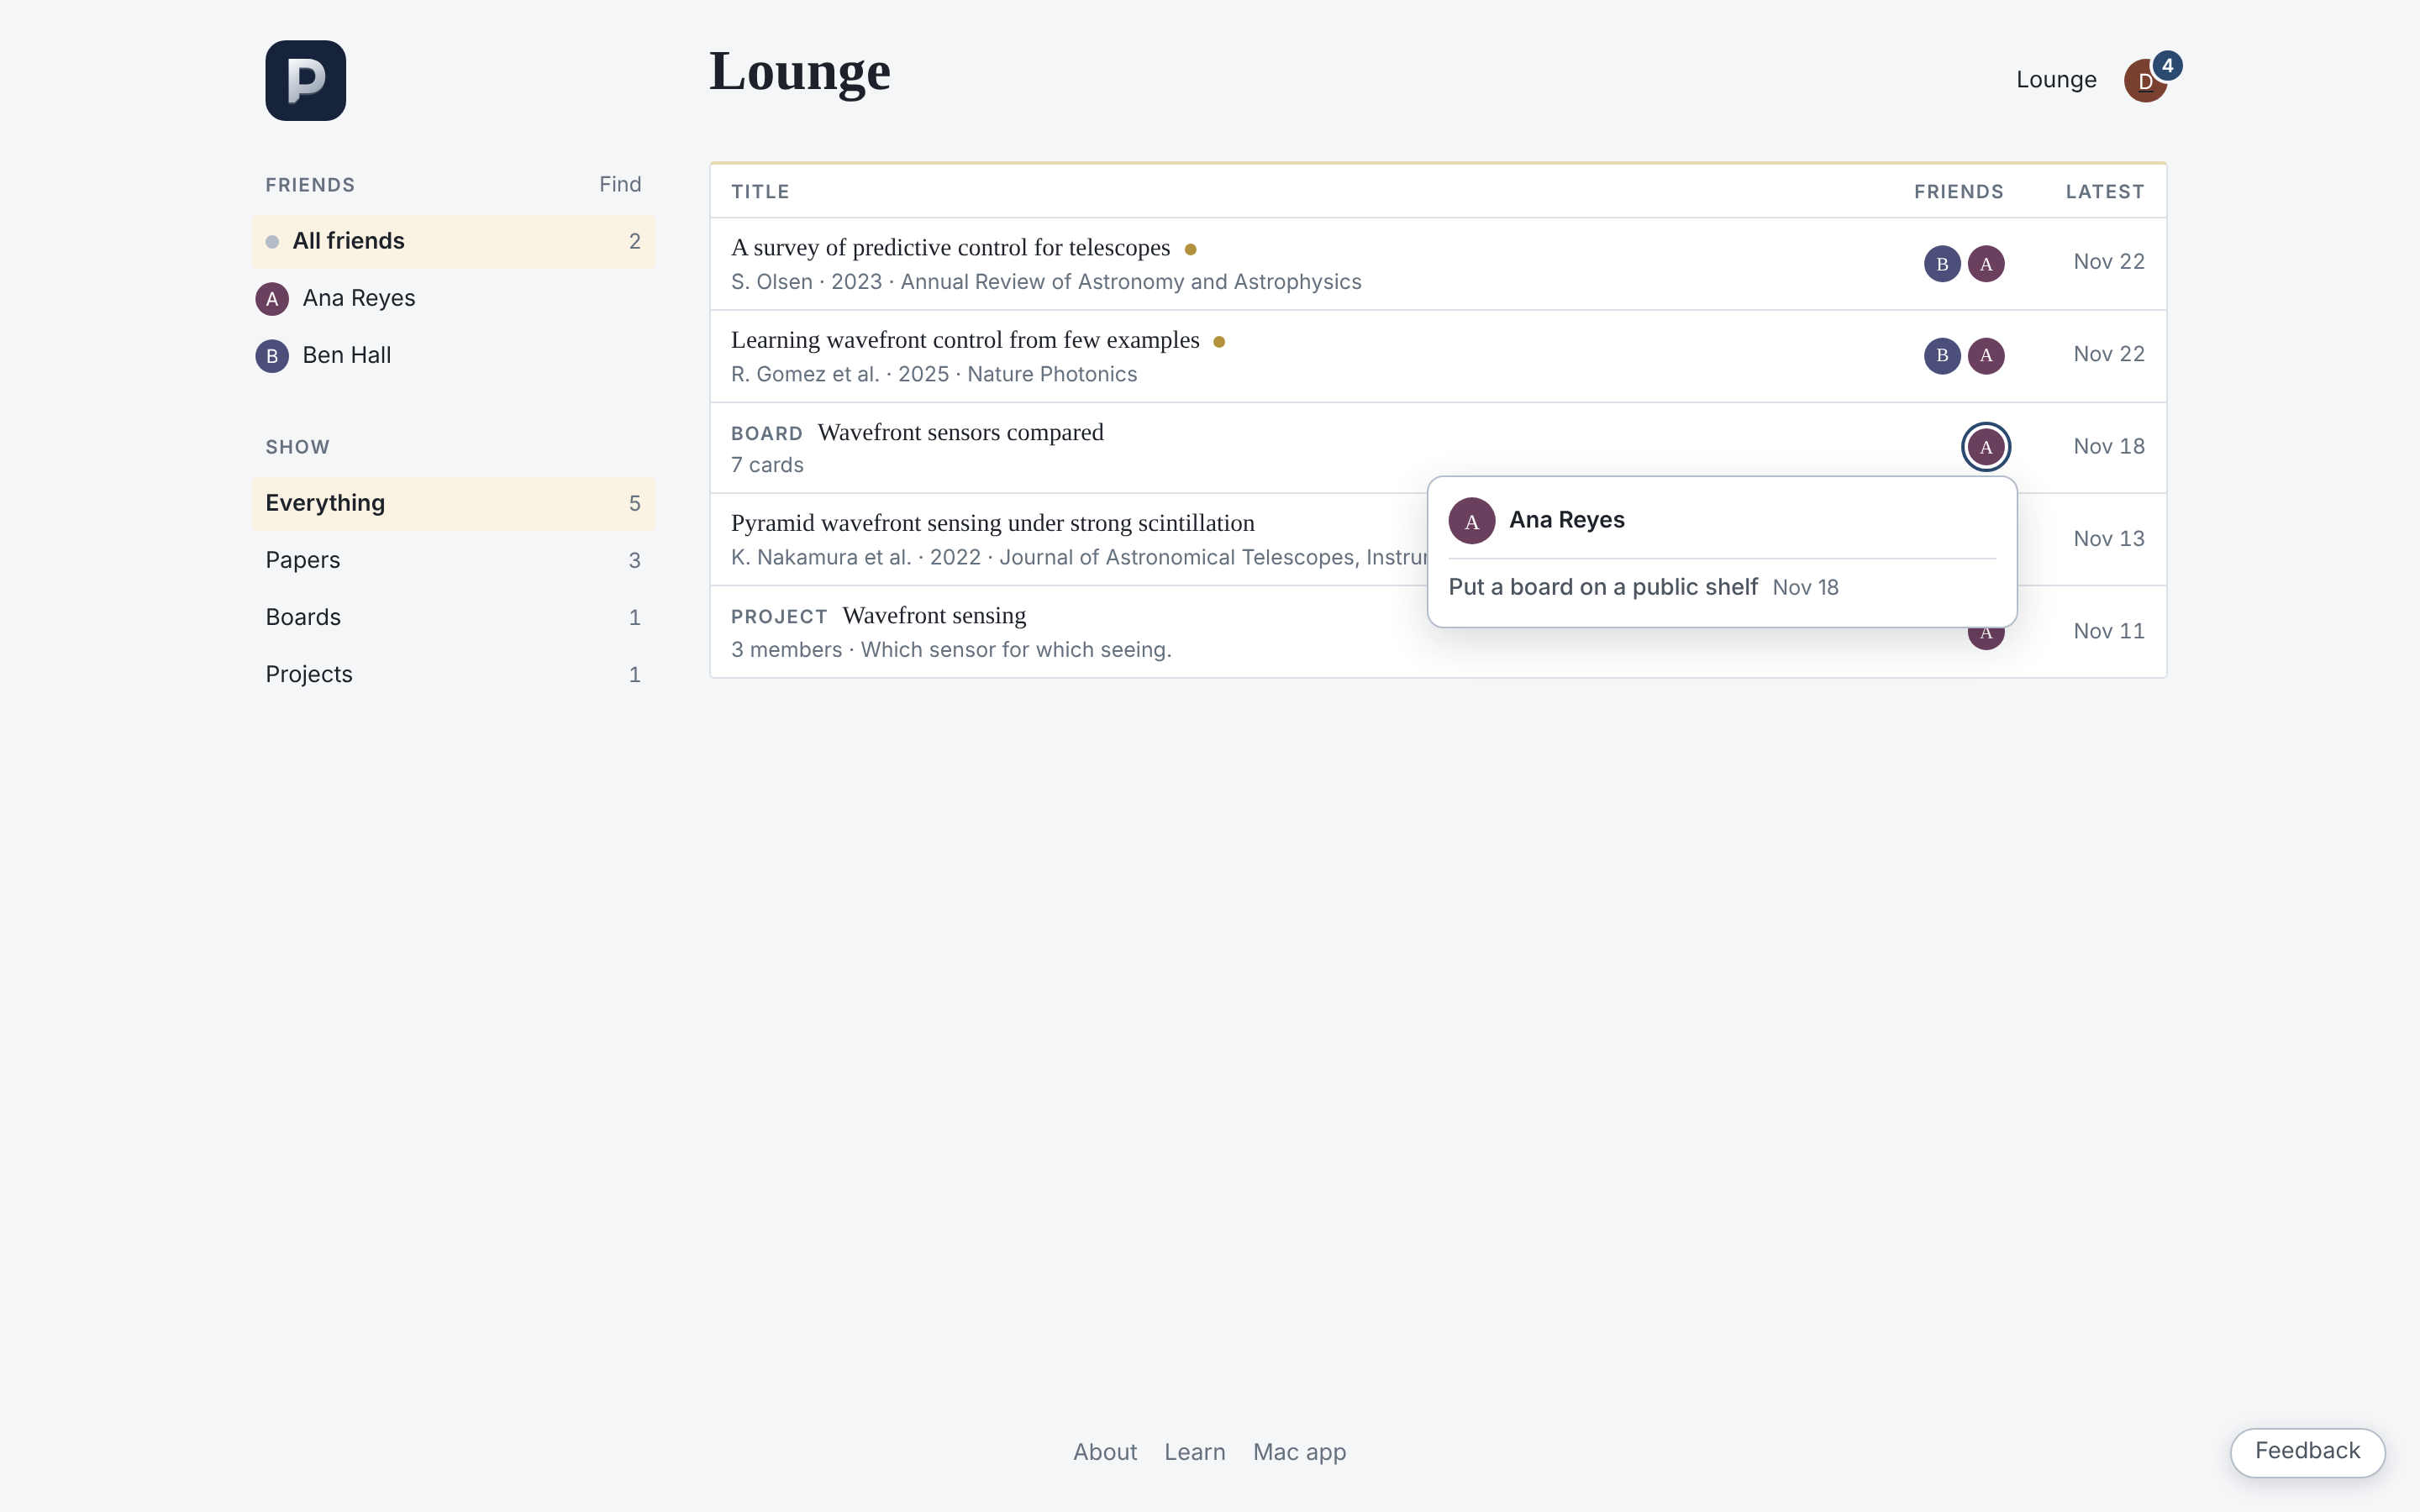 P
Lounge
Lounge
D
4
FRIENDS Find
All friends 2
A Ana Reyes
B Ben Hall
SHOW
Everything 5
Papers 3
Boards 1
Projects 1
TITLE FRIENDS LATEST
A survey of predictive control for telescopes
S. Olsen · 2023 · Annual Review of Astronomy and Astrophysics
B A Nov 22
Learning wavefront control from few examples
R. Gomez et al. · 2025 · Nature Photonics
B A Nov 22
BOARD Wavefront sensors compared
7 cards
A Nov 18
Pyramid wavefront sensing under strong scintillation
K. Nakamura et al. · 2022 · Journal of Astronomical Telescopes,
Nov 13
PROJECT Wavefront sensing
3 members · Which sensor for which seeing.
A Nov 11
A Ana Reyes
Put a board on a public shelf Nov 18
About Learn Mac app
Feedback